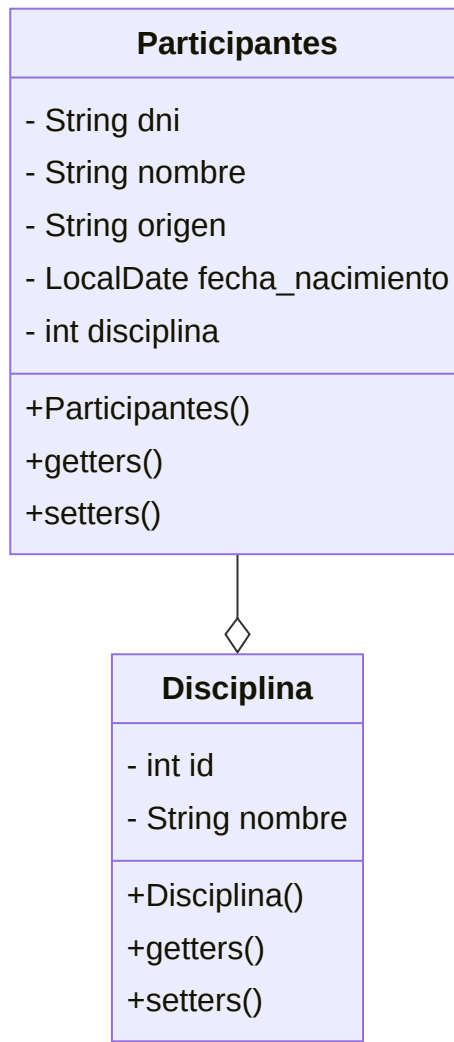 Participantes
- String dni
- String nombre
- String origen
- LocalDate fecha_nacimiento
- int disciplina
+Participantes()
+getters()
+setters()
Disciplina
- int id
- String nombre
+Disciplina()
+getters()
+setters()